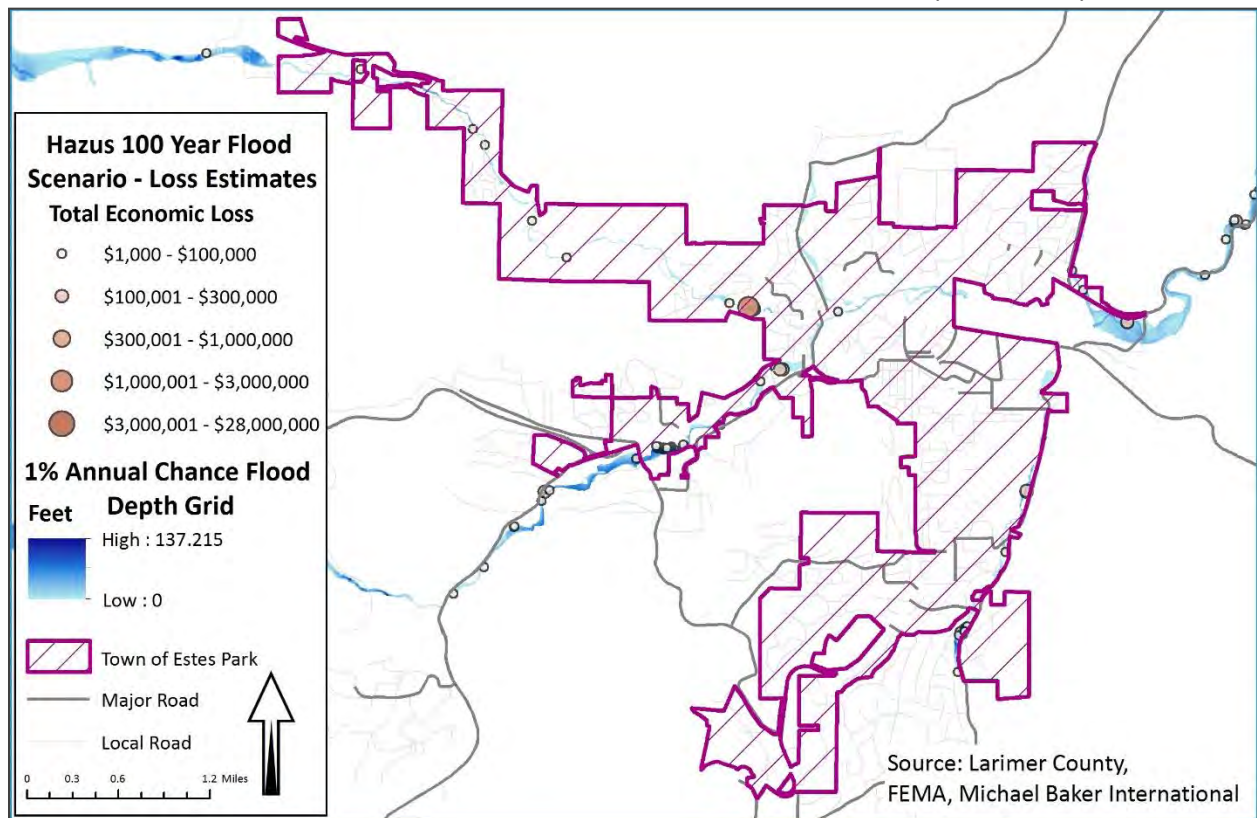 Hazus 100 Year Flood
Scenario - Loss Estimates
Total Economic Loss
$1,000 - $100,000
$100,001 - $300,000
$300,001 - $1,000,000
$1,000,001 - $3,000,000
$3,000,001 - $28,000,000
1% Annual Chance Flood
Depth Grid
Feet
High : 137.215
Low : 0
Town of Estes Park
Major Road
Local Road
0 0.3 0.6 1.2 Miles
Source: Larimer County,
FEMA, Michael Baker International